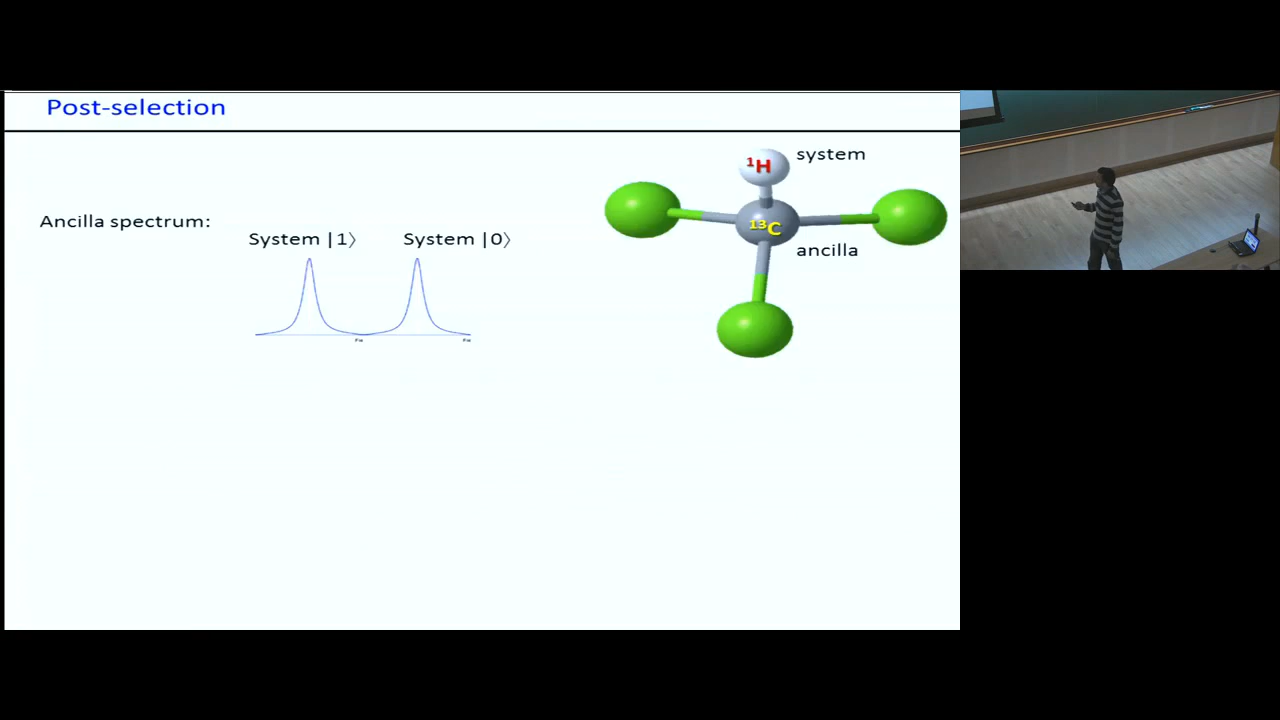 Post-selection
system
¹H
Ancilla spectrum:
¹³C
System |1⟩ System |0⟩
ancilla